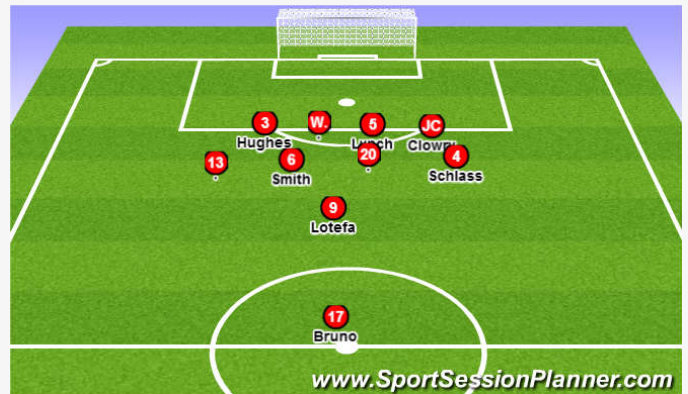 3 W. 5 JC
Hughes Lynch Clowry
13 6 20 4
Smith Schlass
9
Lotefa
17
Bruno
www.SportSessionPlanner.com